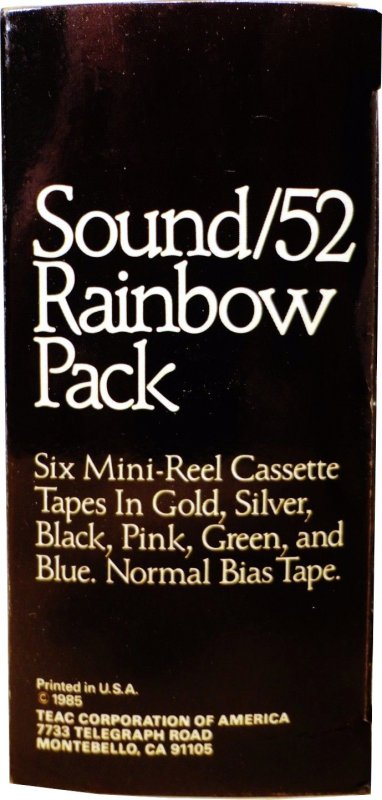 Sound/52
Rainbow
Pack
Six Mini-Reel Cassette
Tapes In Gold, Silver,
Black, Pink, Green, and
Blue. Normal Bias Tape.
Printed in U.S.A.
© 1985
TEAC CORPORATION OF AMERICA
7733 TELEGRAPH ROAD
MONTEBELLO, CA 91105